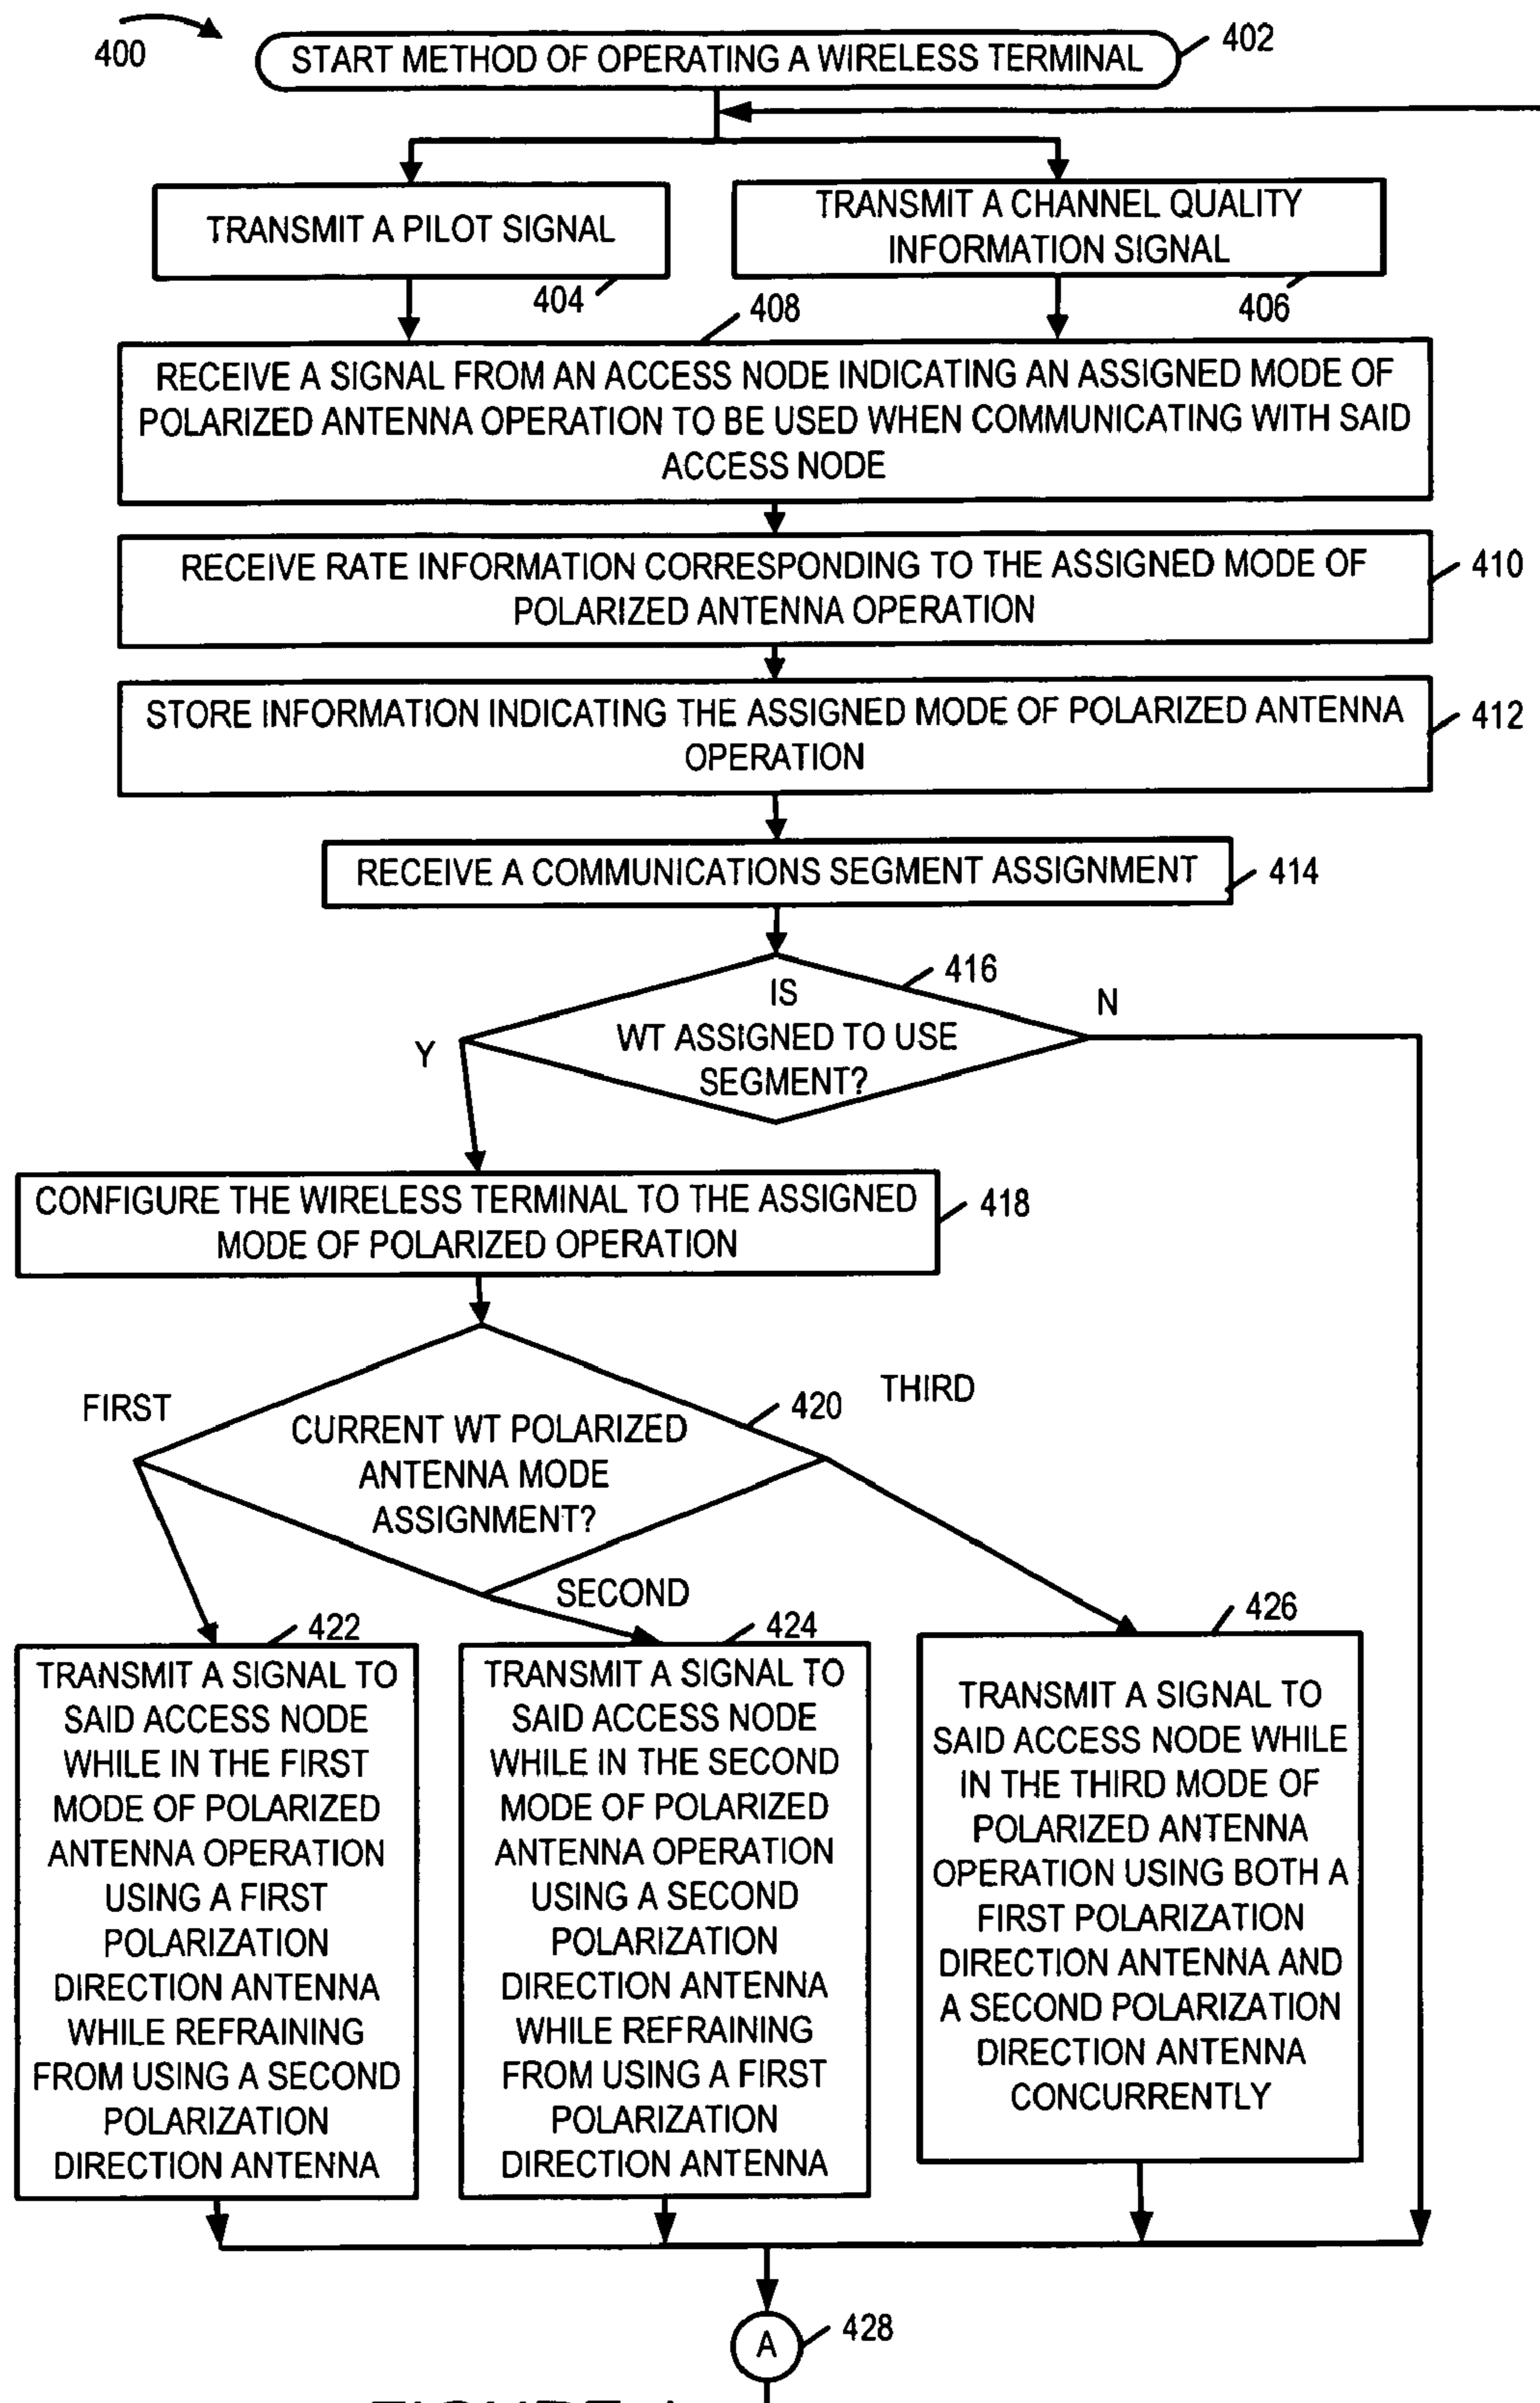 400
START METHOD OF OPERATING A WIRELESS TERMINAL
402
TRANSMIT A PILOT SIGNAL
404
TRANSMIT A CHANNEL QUALITY
INFORMATION SIGNAL
406
408
RECEIVE A SIGNAL FROM AN ACCESS NODE INDICATING AN ASSIGNED MODE OF
POLARIZED ANTENNA OPERATION TO BE USED WHEN COMMUNICATING WITH SAID
ACCESS NODE
RECEIVE RATE INFORMATION CORRESPONDING TO THE ASSIGNED MODE OF
POLARIZED ANTENNA OPERATION
410
STORE INFORMATION INDICATING THE ASSIGNED MODE OF POLARIZED ANTENNA
OPERATION
412
RECEIVE A COMMUNICATIONS SEGMENT ASSIGNMENT
414
416
IS
WT ASSIGNED TO USE
SEGMENT?
Y
N
CONFIGURE THE WIRELESS TERMINAL TO THE ASSIGNED
MODE OF POLARIZED OPERATION
418
FIRST
CURRENT WT POLARIZED
ANTENNA MODE
ASSIGNMENT?
420
THIRD
SECOND
422
TRANSMIT A SIGNAL TO
SAID ACCESS NODE
WHILE IN THE FIRST
MODE OF POLARIZED
ANTENNA OPERATION
USING A FIRST
POLARIZATION
DIRECTION ANTENNA
WHILE REFRAINING
FROM USING A SECOND
POLARIZATION
DIRECTION ANTENNA
424
TRANSMIT A SIGNAL TO
SAID ACCESS NODE
WHILE IN THE SECOND
MODE OF POLARIZED
ANTENNA OPERATION
USING A SECOND
POLARIZATION
DIRECTION ANTENNA
WHILE REFRAINING
FROM USING A FIRST
POLARIZATION
DIRECTION ANTENNA
426
TRANSMIT A SIGNAL TO
SAID ACCESS NODE WHILE
IN THE THIRD MODE OF
POLARIZED ANTENNA
OPERATION USING BOTH A
FIRST POLARIZATION
DIRECTION ANTENNA AND
A SECOND POLARIZATION
DIRECTION ANTENNA
CONCURRENTLY
A
428